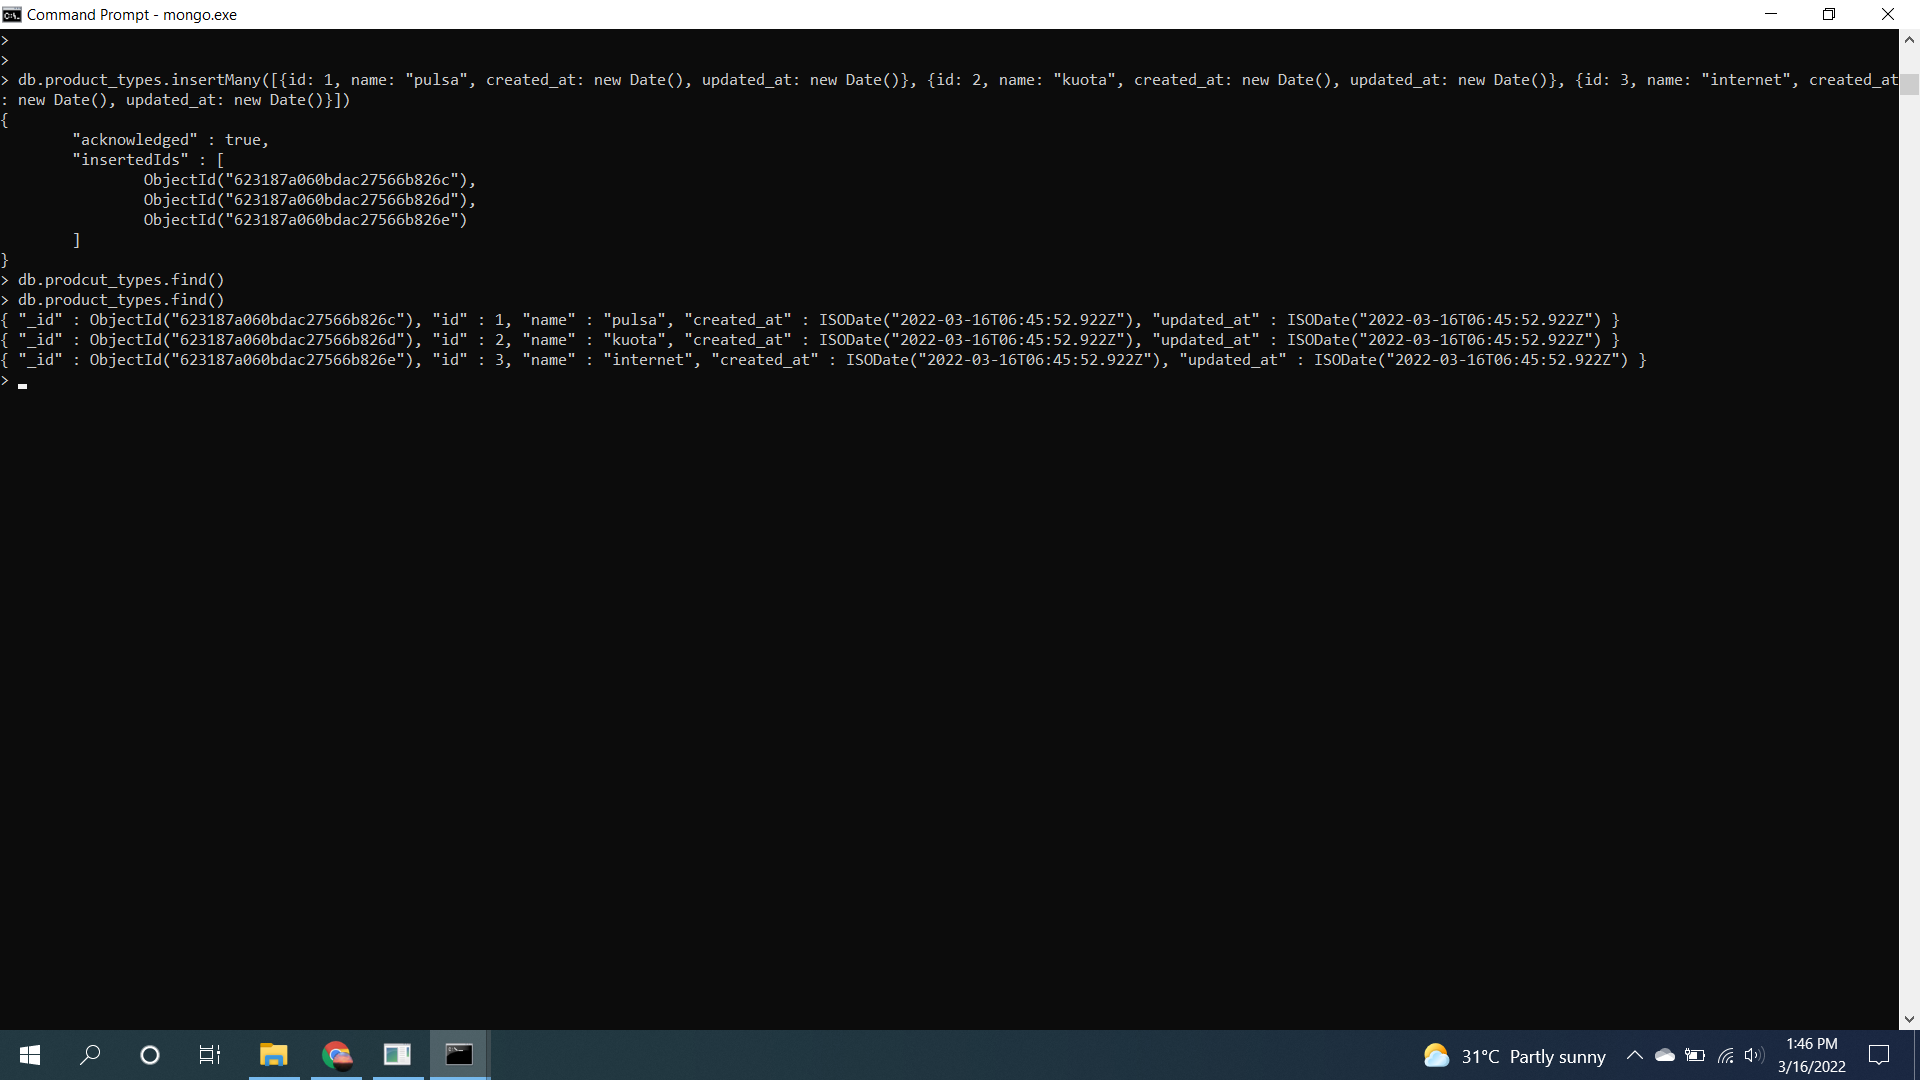 Command Prompt - mongo.exe
>
>
> db.product_types.insertMany([{id: 1, name: "pulsa", created_at: new Date(), updated_at: new Date()}, {id: 2, name: "kuota", created_at: new Date(), updated_at: new Date()}, {id: 3, name: "internet", created_at
: new Date(), updated_at: new Date()}])
{
        "acknowledged" : true,
        "insertedIds" : [
                ObjectId("623187a060bdac27566b826c"),
                ObjectId("623187a060bdac27566b826d"),
                ObjectId("623187a060bdac27566b826e")
        ]
}
> db.prodcut_types.find()
> db.product_types.find()
{ "_id" : ObjectId("623187a060bdac27566b826c"), "id" : 1, "name" : "pulsa", "created_at" : ISODate("2022-03-16T06:45:52.922Z"), "updated_at" : ISODate("2022-03-16T06:45:52.922Z") }
{ "_id" : ObjectId("623187a060bdac27566b826d"), "id" : 2, "name" : "kuota", "created_at" : ISODate("2022-03-16T06:45:52.922Z"), "updated_at" : ISODate("2022-03-16T06:45:52.922Z") }
{ "_id" : ObjectId("623187a060bdac27566b826e"), "id" : 3, "name" : "internet", "created_at" : ISODate("2022-03-16T06:45:52.922Z"), "updated_at" : ISODate("2022-03-16T06:45:52.922Z") }
>
31°C Partly sunny
1:46 PM
3/16/2022